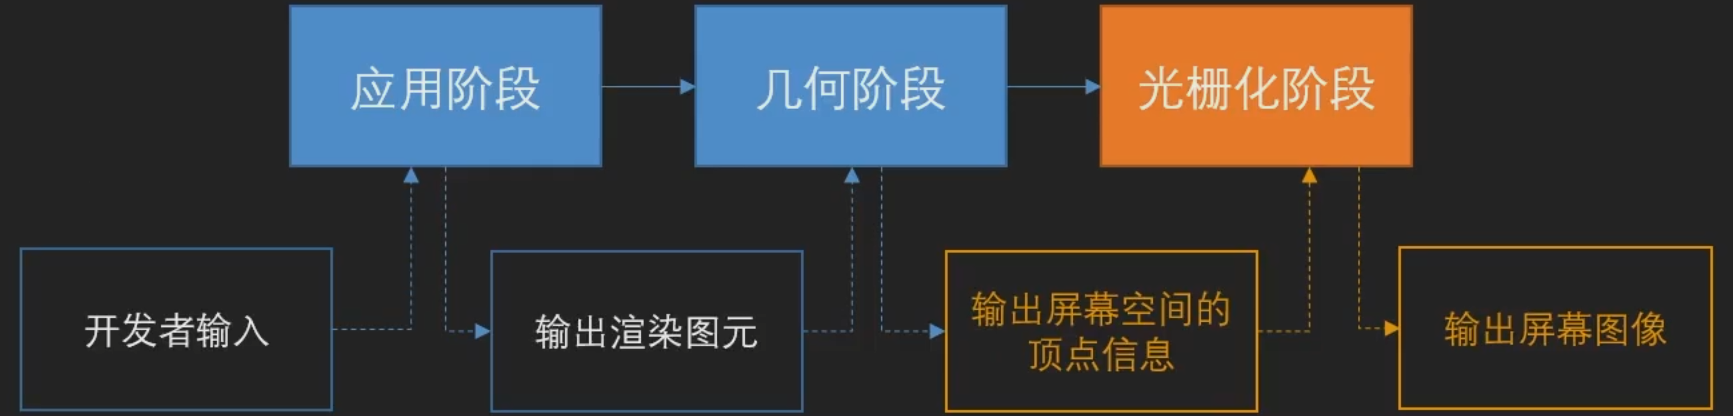 应用阶段
几何阶段
光栅化阶段
开发者输入
输出渲染图元
输出屏幕空间的
顶点信息
输出屏幕图像